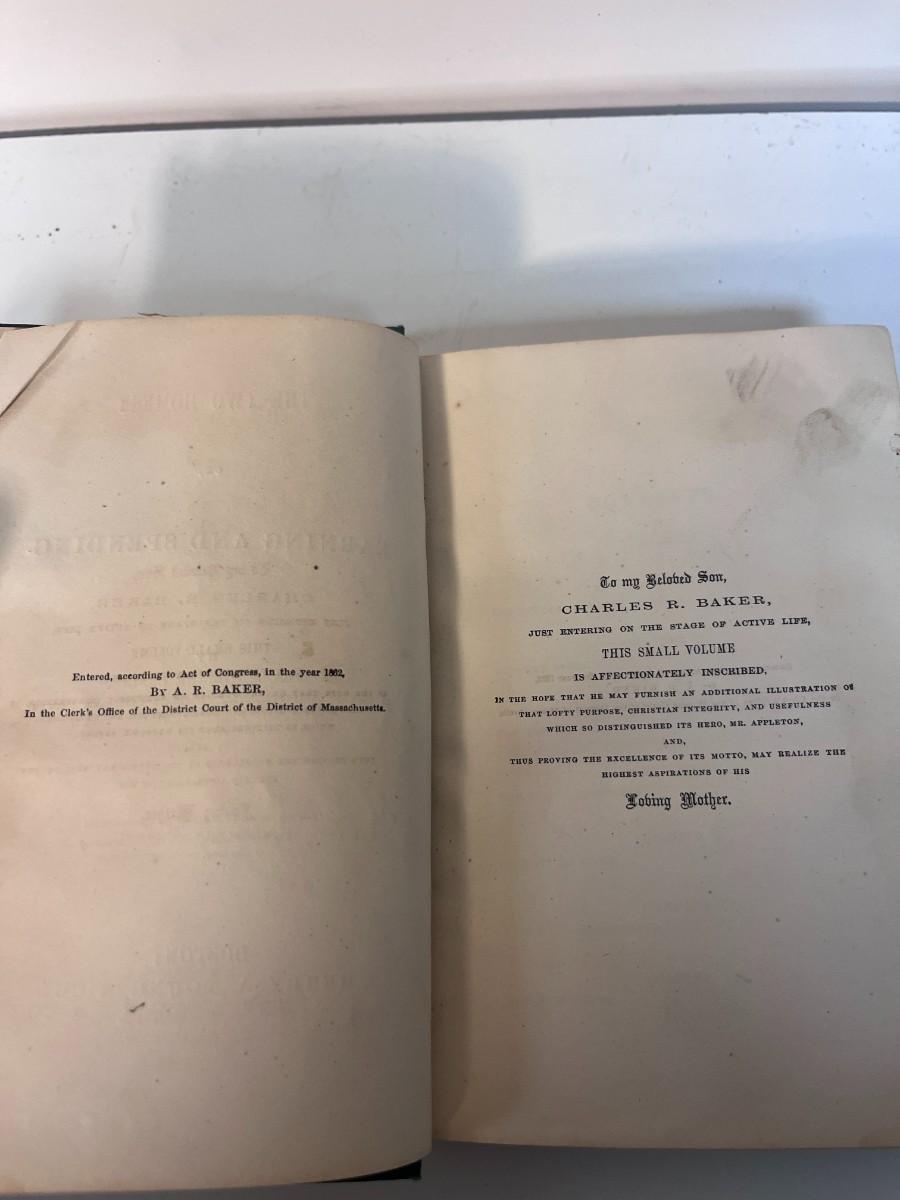 Entered, according to Act of Congress, in the year 1862,
BY A. R. BAKER,
In the Clerk's Office of the District Court of the District of Massachusetts.
To my Beloved Son,
CHARLES R. BAKER,
JUST ENTERING ON THE STAGE OF ACTIVE LIFE,
THIS SMALL VOLUME
IS AFFECTIONATELY INSCRIBED,
IN THE HOPE THAT HE MAY FURNISH AN ADDITIONAL ILLUSTRATION OF
THAT LOFTY PURPOSE, CHRISTIAN INTEGRITY, AND USEFULNESS
WHICH SO DISTINGUISHED ITS HERO, MR. APPLETON,
AND,
THUS PROVING THE EXCELLENCE OF ITS MOTTO, MAY REALIZE THE
HIGHEST ASPIRATIONS OF HIS
Loving Mother.